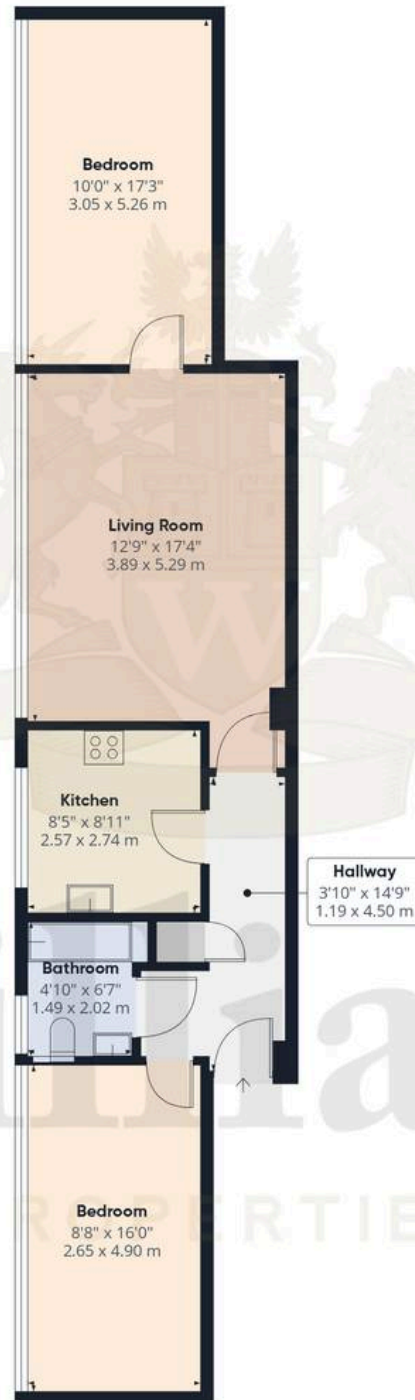 Bedroom
10'0" x 17'3"
3.05 x 5.26 m
Living Room
12'9" x 17'4"
3.89 x 5.29 m
W
Kitchen
8'5" x 8'11"
2.57 x 2.74 m
Hallway
3'10" x 14'9"
1.19 x 4.50 m
Bathroom
4'10" x 6'7"
1.49 x 2.02 m
Bedroom
8'8" x 16'0"
2.65 x 4.90 m